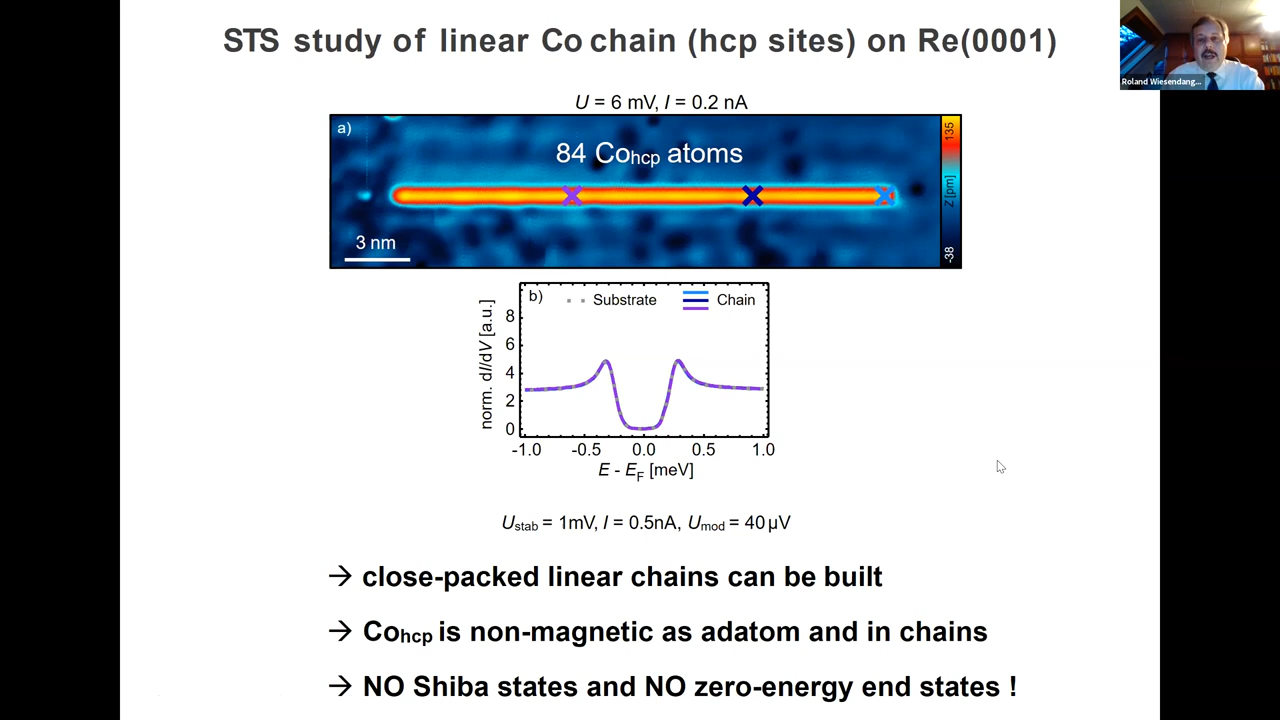 STS study of linear Co chain (hcp sites) on Re(0001)
Roland Wiesendang...
U = 6 mV, I = 0.2 nA
a)
84 Cohcp atoms
3 nm
135
Z [pm]
-38
b)
Substrate
Chain
norm. dI/dV [a.u.]
8
6
4
2
0
-1.0 -0.5 0.0 0.5 1.0
E - EF [meV]
Ustab = 1mV, I = 0.5nA, Umod = 40 µV
→ close-packed linear chains can be built
→ Cohcp is non-magnetic as adatom and in chains
→ NO Shiba states and NO zero-energy end states !